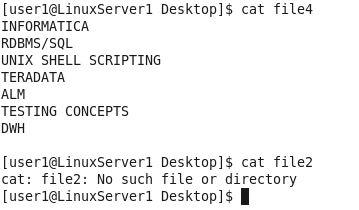 [user1@LinuxServer1 Desktop]$ cat file4
INFORMATICA
RDBMS/SQL
UNIX SHELL SCRIPTING
TERADATA
ALM
TESTING CONCEPTS
DWH

[user1@LinuxServer1 Desktop]$ cat file2
cat: file2: No such file or directory
[user1@LinuxServer1 Desktop]$